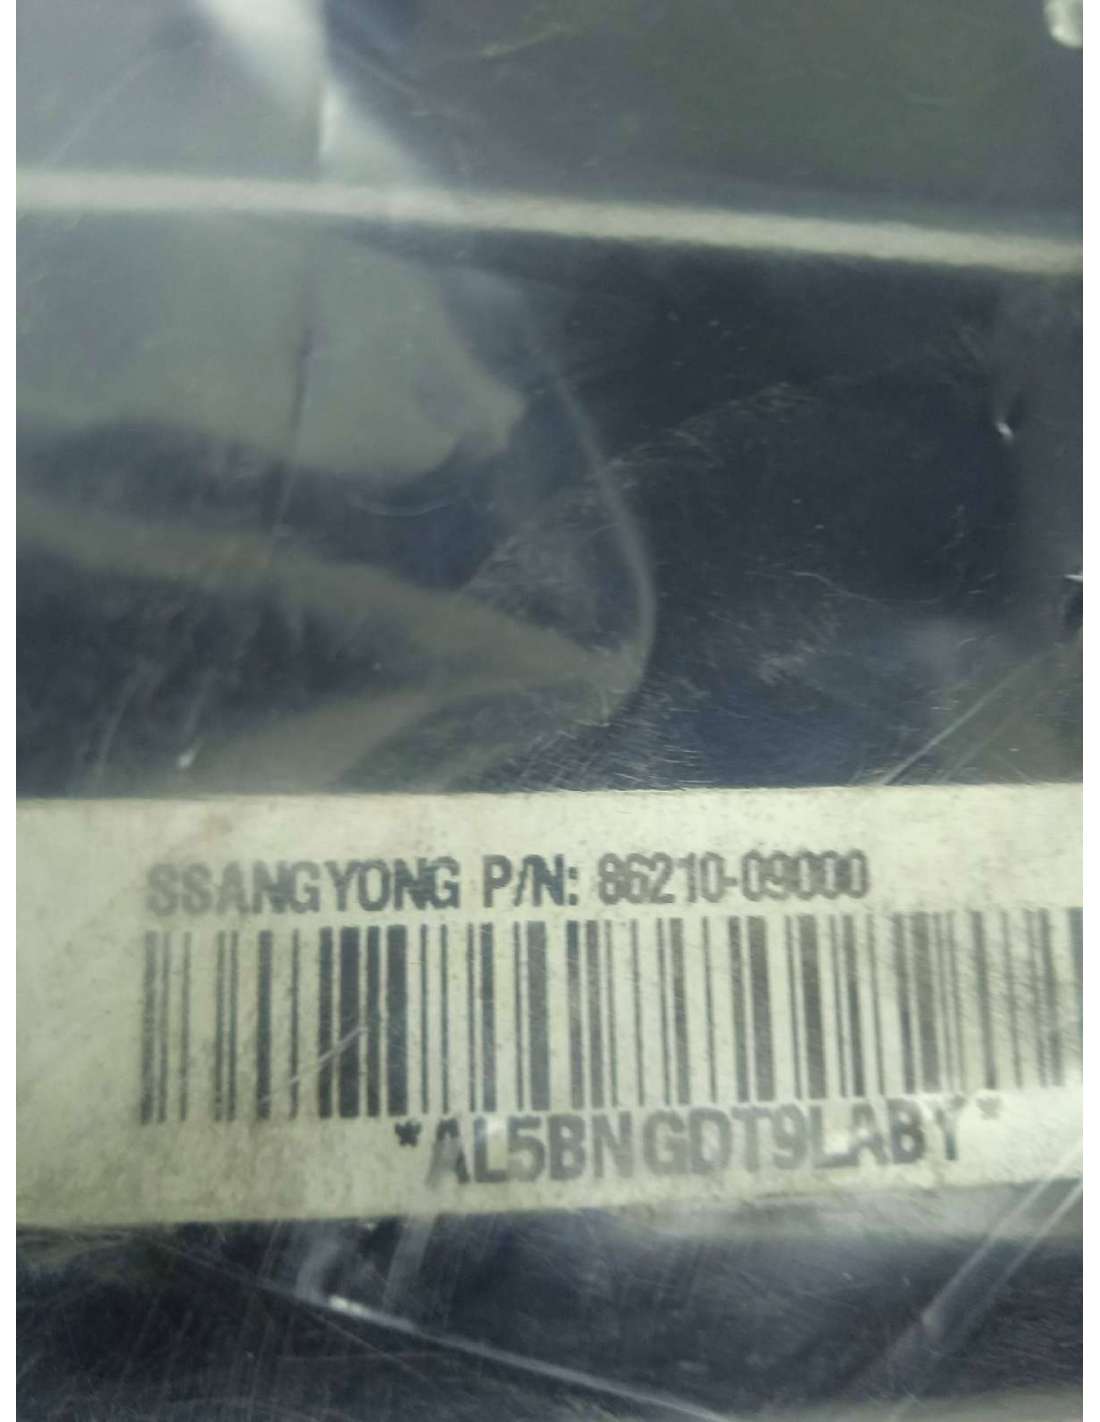 SSANGYONG P/N: 86210-09000
*AL5BNGDT9LABY*